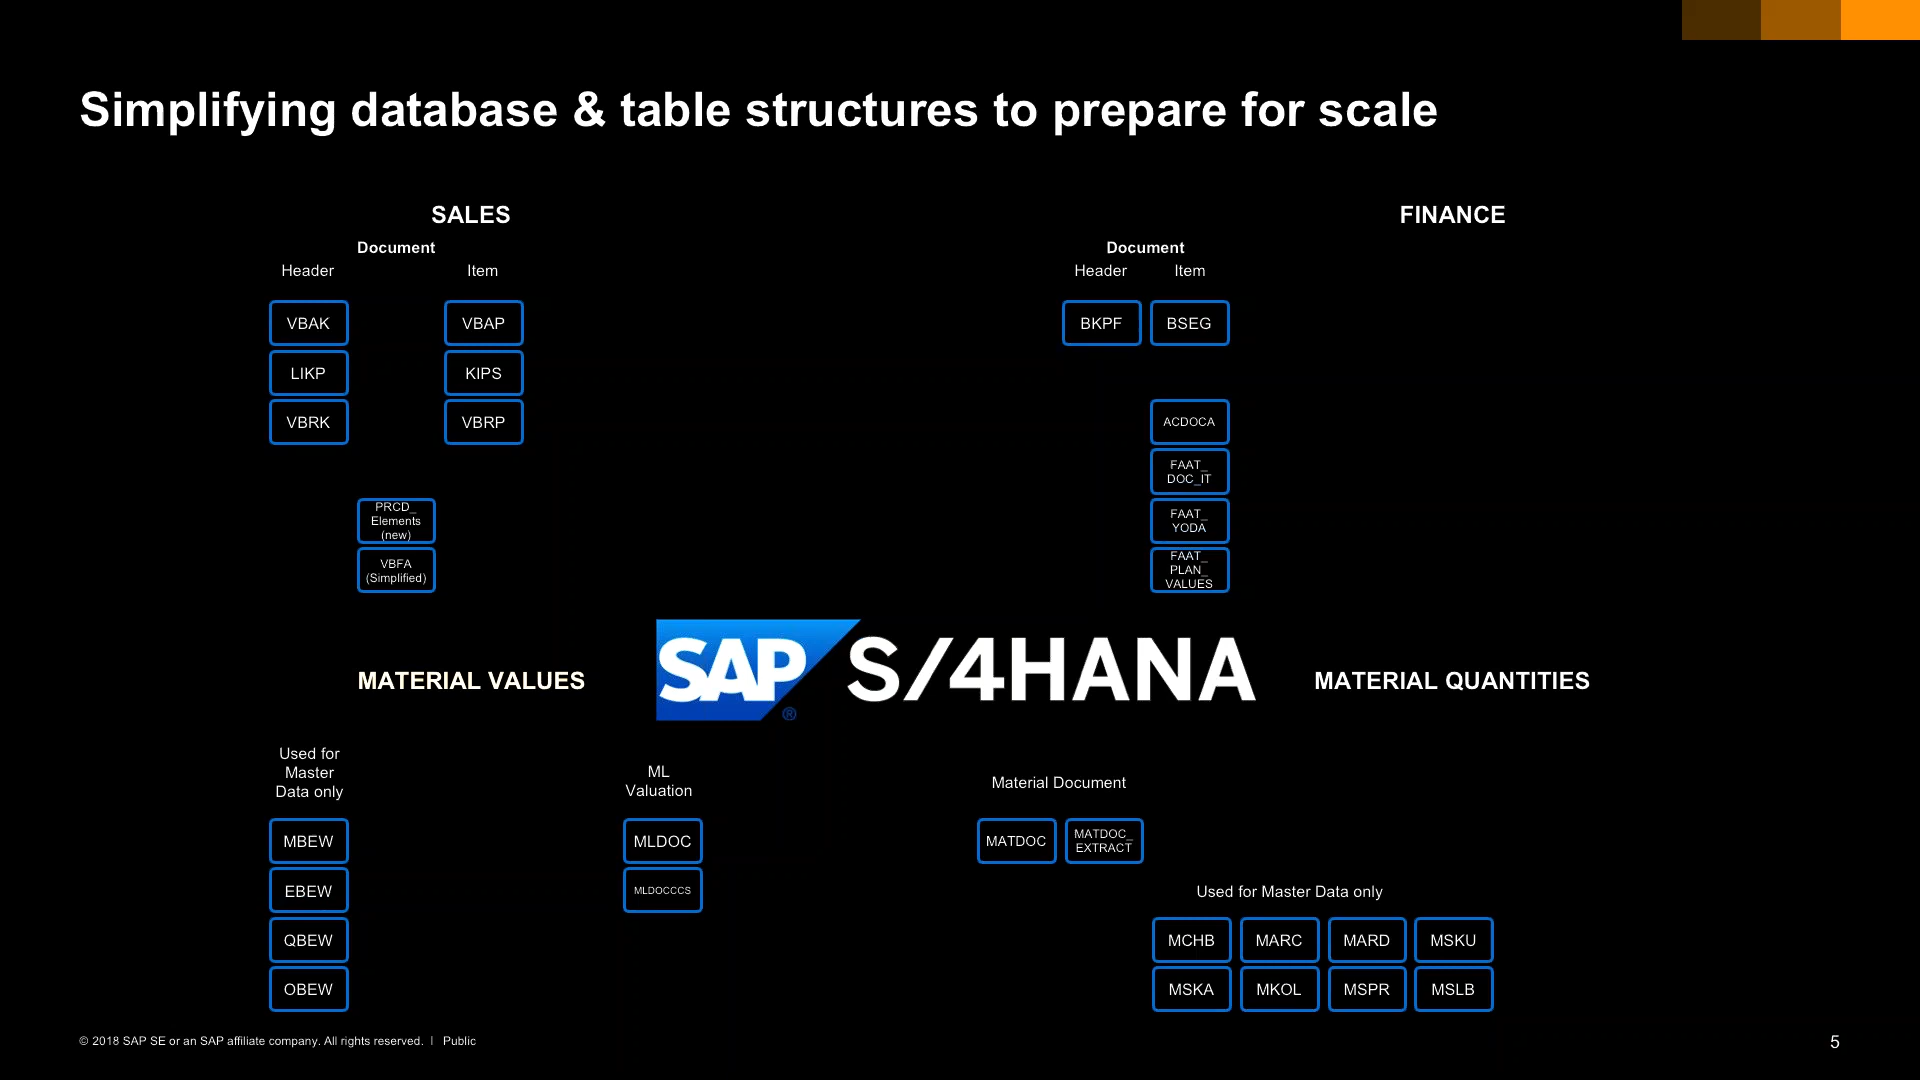 Simplifying database & table structures to prepare for scale
SALES
Document
Header Item
VBAK VBAP
LIKP KIPS
VBRK VBRP
PRCD_
Elements
(new)
VBFA
(Simplified)
FINANCE
Document
Header Item
BKPF BSEG
ACDOCA
FAAT_
DOC_IT
FAAT_
YODA
FAAT_
PLAN_
VALUES
SAP ® S/4HANA
MATERIAL VALUES
Used for
Master
Data only
MBEW
EBEW
QBEW
OBEW
ML
Valuation
MLDOC
MLDOCCCS
MATERIAL QUANTITIES
Material Document
MATDOC
MATDOC_
EXTRACT
Used for Master Data only
MCHB MARC MARD MSKU
MSKA MKOL MSPR MSLB
© 2018 SAP SE or an SAP affiliate company. All rights reserved. | Public
5